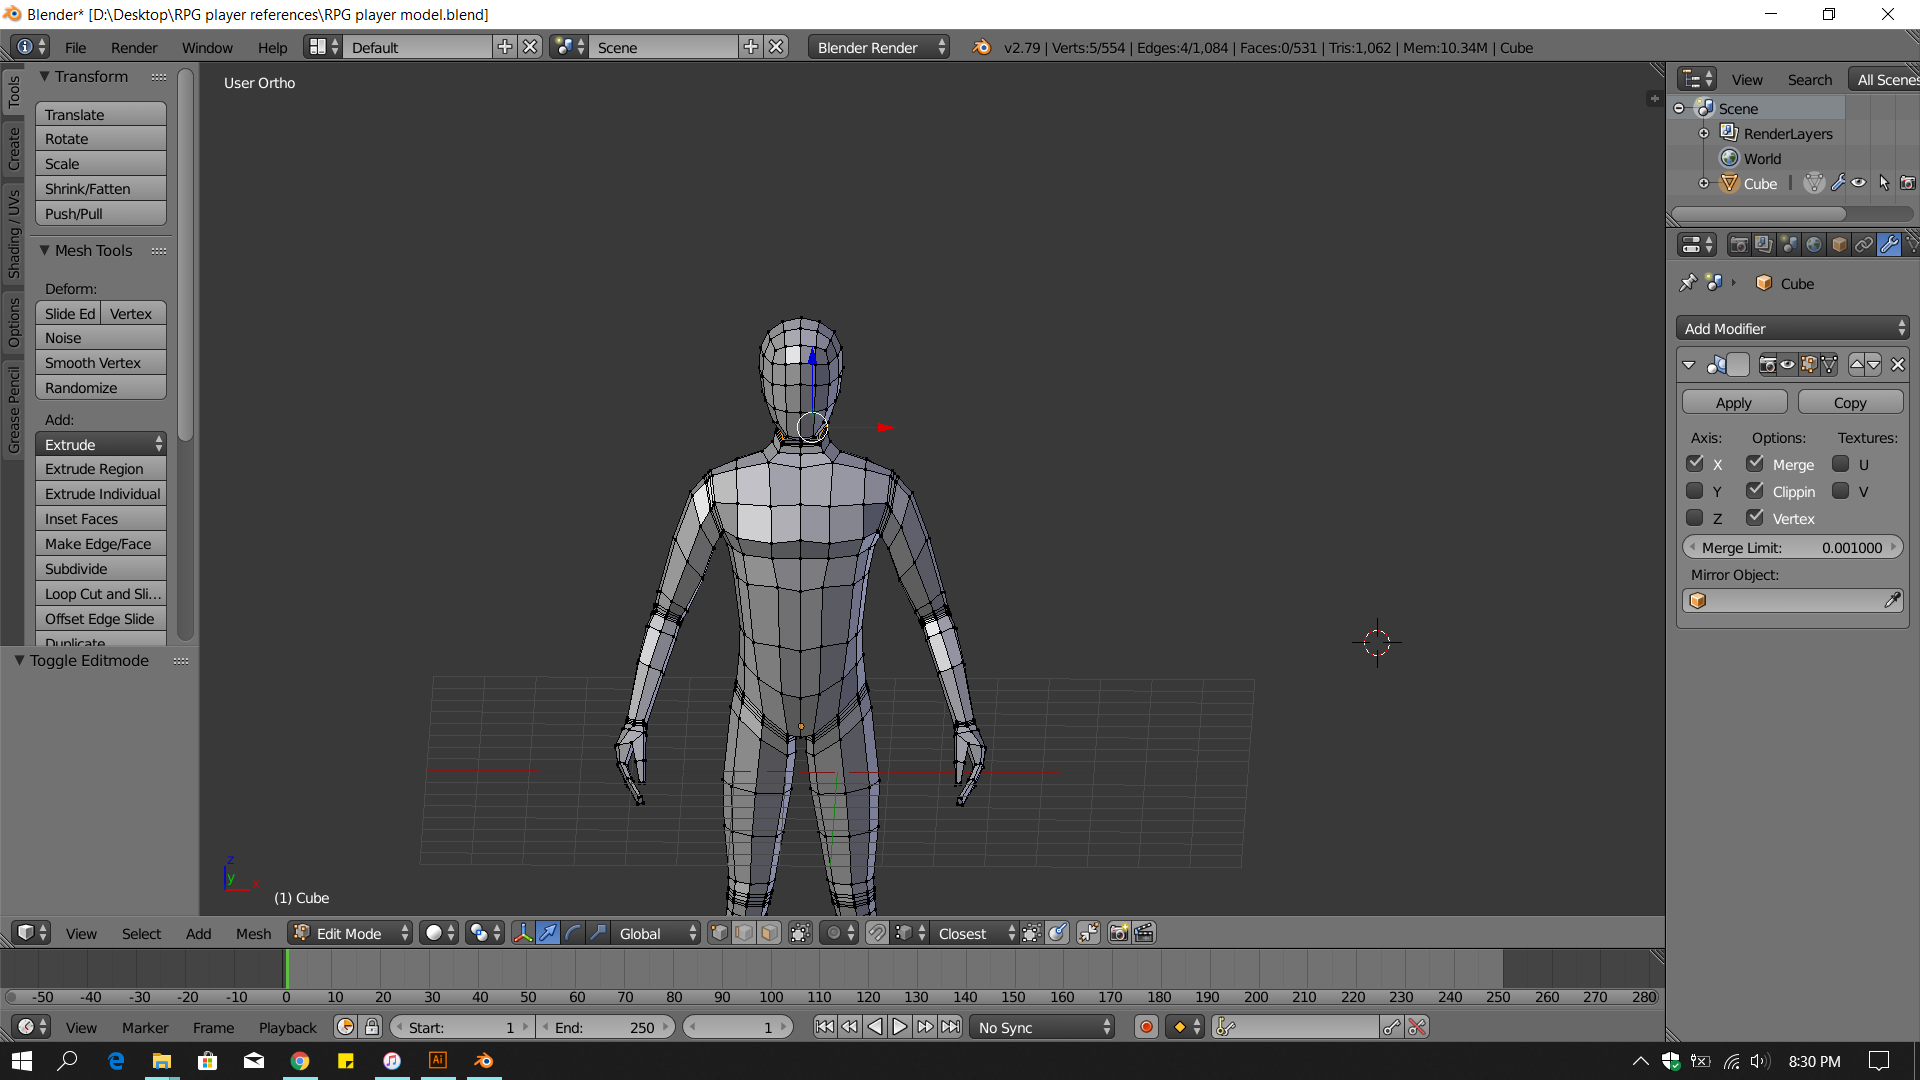 Blender* [D:\Desktop\RPG player references\RPG player model.blend]
File Render Window Help Default Scene Blender Render v2.79 | Verts:5/554 | Edges:4/1,084 | Faces:0/531 | Tris:1,062 | Mem:10.34M | Cube
Tools
Create
Shading / UVs
Options
Grease Pencil
Transform
Translate
Rotate
Scale
Shrink/Fatten
Push/Pull
Mesh Tools
Deform:
Slide Ed Vertex
Noise
Smooth Vertex
Randomize
Add:
Extrude
Extrude Region
Extrude Individual
Inset Faces
Make Edge/Face
Subdivide
Loop Cut and Sli...
Offset Edge Slide
Duplicate
Toggle Editmode
User Ortho
z
y
x
(1) Cube
View Search All Scenes
Scene
RenderLayers
World
Cube
Cube
Add Modifier
Apply Copy
Axis: Options: Textures:
X Merge U
Y Clippin V
Z Vertex
Merge Limit: 0.001000
Mirror Object:
View Select Add Mesh Edit Mode Global Closest
-50 -40 -30 -20 -10 0 10 20 30 40 50 60 70 80 90 100 110 120 130 140 150 160 170 180 190 200 210 220 230 240 250 260 270 280
View Marker Frame Playback Start: 1 End: 250 1 No Sync
Ai
8:30 PM